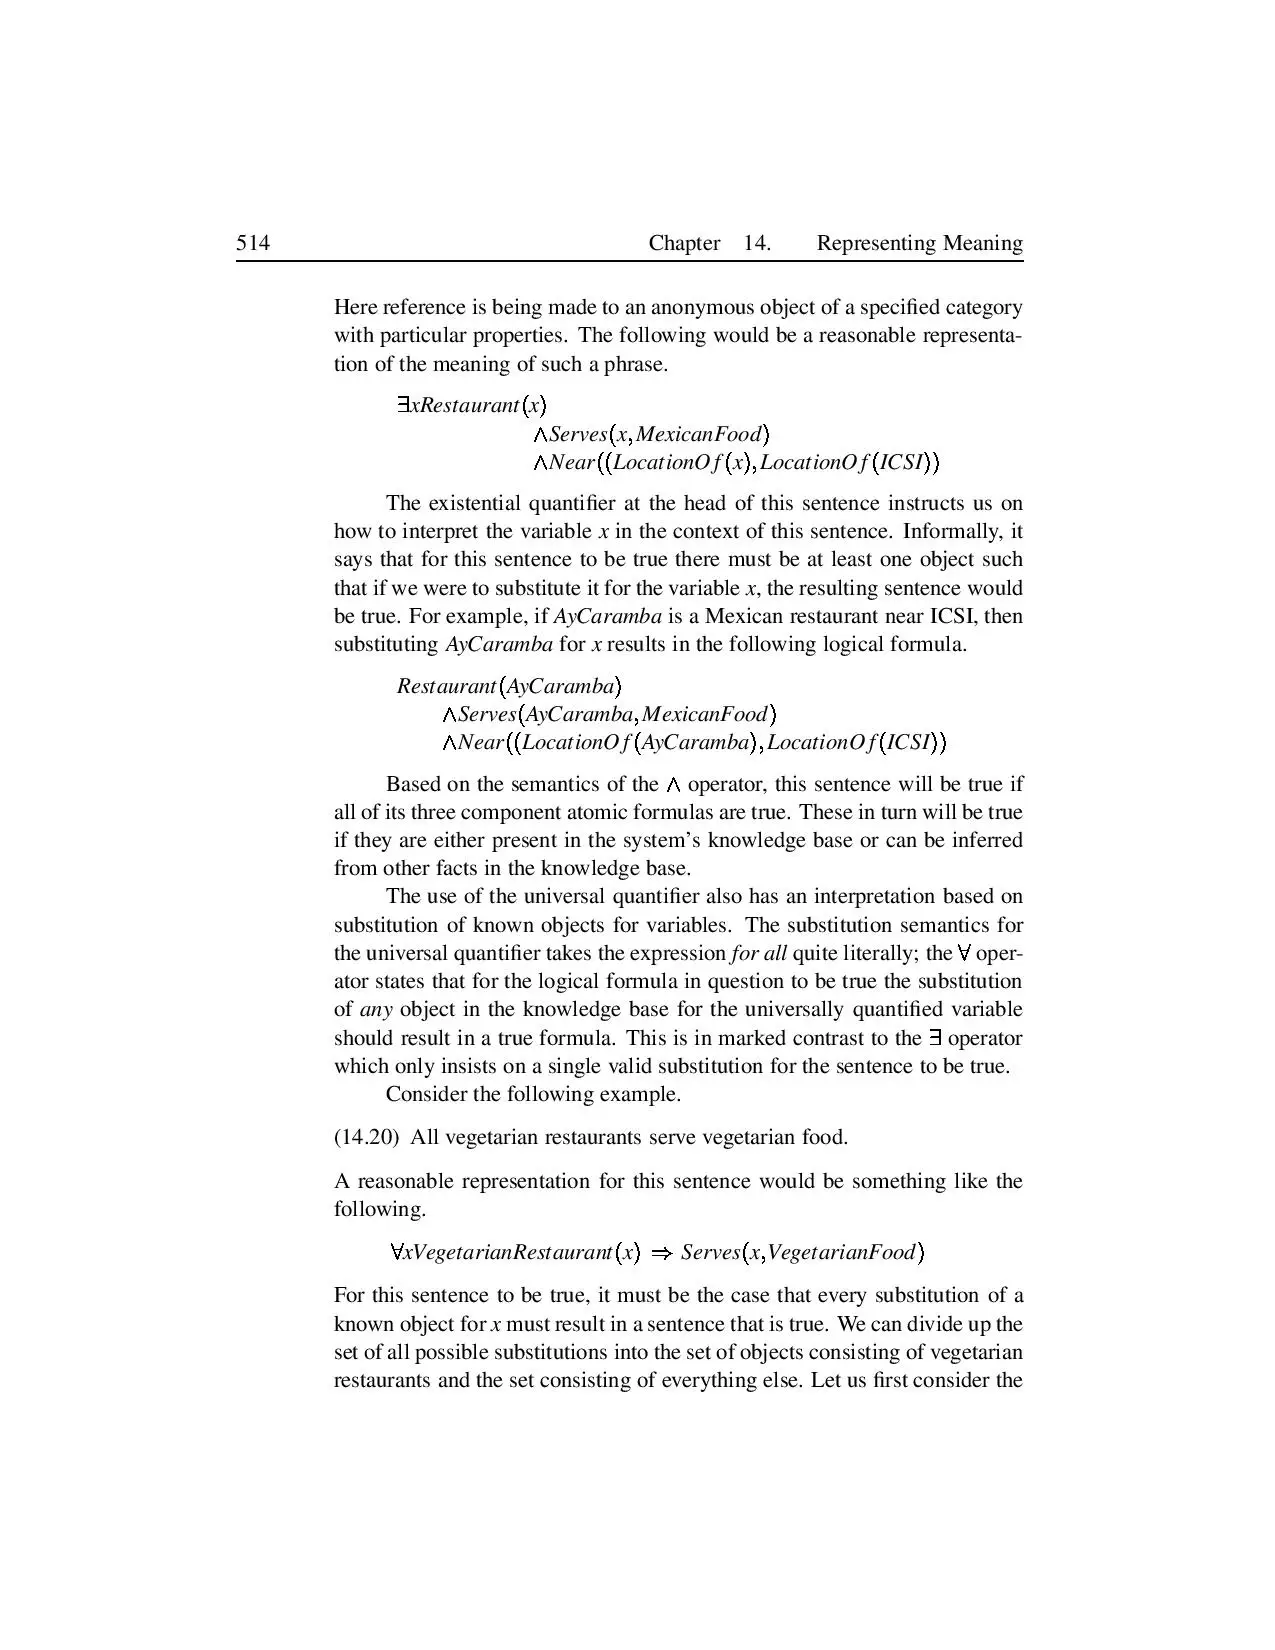 514 Chapter 14. Representing Meaning
Here reference is being made to an anonymous object of a specified category
with particular properties. The following would be a reasonable representa-
tion of the meaning of such a phrase.
∃xRestaurant(x)
∧Serves(x,MexicanFood)
∧Near((LocationOf(x),LocationOf(ICSI))
The existential quantifier at the head of this sentence instructs us on
how to interpret the variable x in the context of this sentence. Informally, it
says that for this sentence to be true there must be at least one object such
that if we were to substitute it for the variable x, the resulting sentence would
be true. For example, if AyCaramba is a Mexican restaurant near ICSI, then
substituting AyCaramba for x results in the following logical formula.
Restaurant(AyCaramba)
∧Serves(AyCaramba,MexicanFood)
∧Near((LocationOf(AyCaramba),LocationOf(ICSI))
Based on the semantics of the ∧ operator, this sentence will be true if
all of its three component atomic formulas are true. These in turn will be true
if they are either present in the system's knowledge base or can be inferred
from other facts in the knowledge base.
The use of the universal quantifier also has an interpretation based on
substitution of known objects for variables. The substitution semantics for
the universal quantifier takes the expression for all quite literally; the ∀ oper-
ator states that for the logical formula in question to be true the substitution
of any object in the knowledge base for the universally quantified variable
should result in a true formula. This is in marked contrast to the ∃ operator
which only insists on a single valid substitution for the sentence to be true.
Consider the following example.
(14.20) All vegetarian restaurants serve vegetarian food.
A reasonable representation for this sentence would be something like the
following.
∀xVegetarianRestaurant(x) ⇒ Serves(x,VegetarianFood)
For this sentence to be true, it must be the case that every substitution of a
known object for x must result in a sentence that is true. We can divide up the
set of all possible substitutions into the set of objects consisting of vegetarian
restaurants and the set consisting of everything else. Let us first consider the